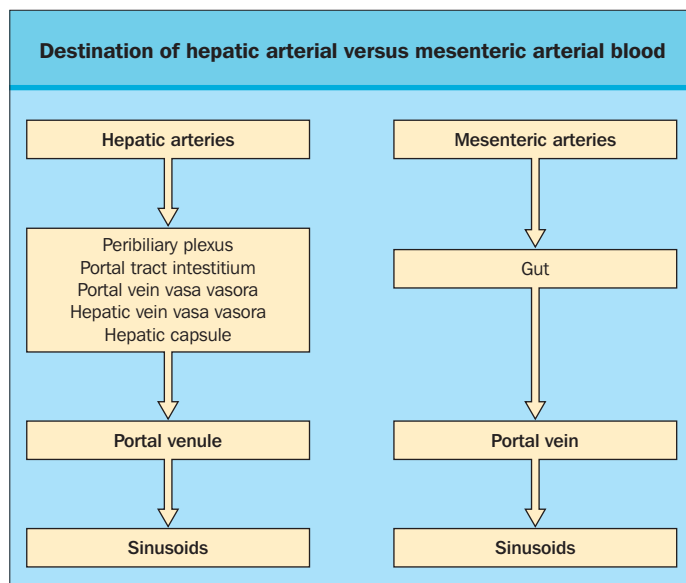 Destination of hepatic arterial versus mesenteric arterial blood
Hepatic arteries
Peribiliary plexus
Portal tract intestitium
Portal vein vasa vasora
Hepatic vein vasa vasora
Hepatic capsule
Portal venule
Sinusoids
Mesenteric arteries
Gut
Portal vein
Sinusoids